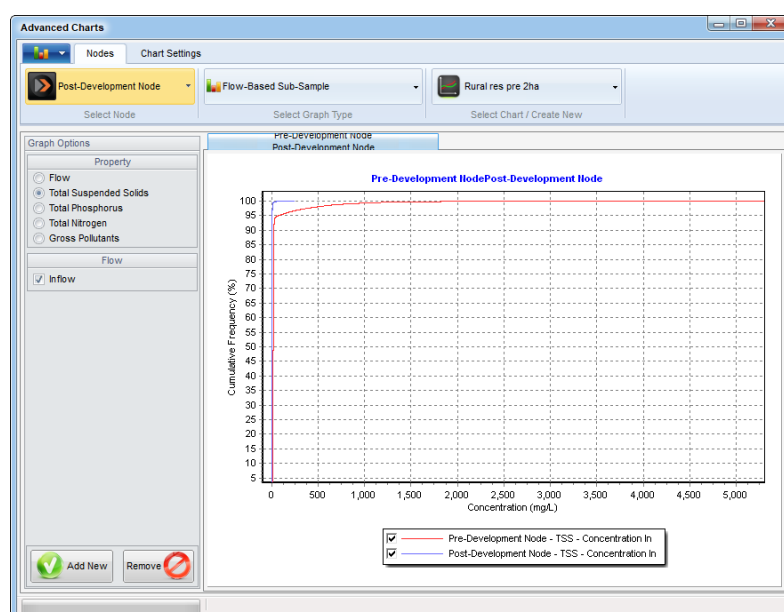 Advanced Charts
Nodes Chart Settings
Post-Development Node Flow-Based Sub-Sample Rural res pre 2ha
Select Node Select Graph Type Select Chart / Create New
Graph Options
Property
Flow
Total Suspended Solids
Total Phosphorus
Total Nitrogen
Gross Pollutants
Flow
Inflow
Add New Remove
Pre-Development Node
Post-Development Node
Pre-Development NodePost-Development Node
Cumulative Frequency (%)
100
95
90
85
80
75
70
65
60
55
50
45
40
35
30
25
20
15
10
5
0 500 1,000 1,500 2,000 2,500 3,000 3,500 4,000 4,500 5,000
Concentration (mg/L)
Pre-Development Node - TSS - Concentration In
Post-Development Node - TSS - Concentration In